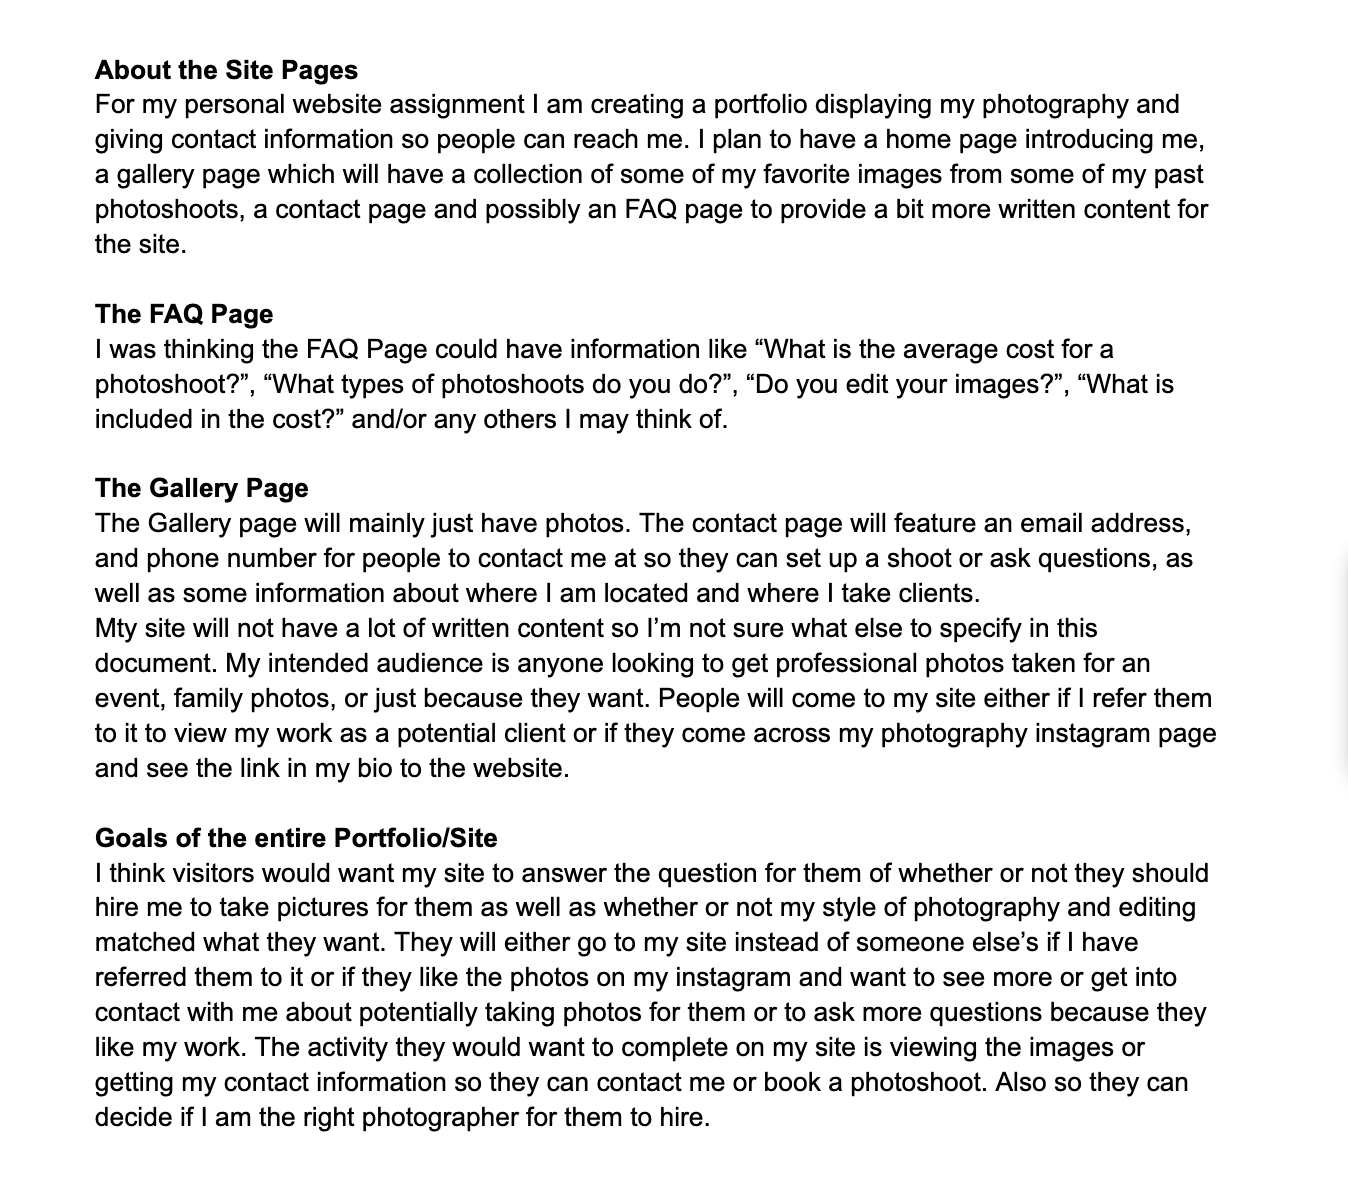 About the Site Pages
For my personal website assignment I am creating a portfolio displaying my photography and
giving contact information so people can reach me. I plan to have a home page introducing me,
a gallery page which will have a collection of some of my favorite images from some of my past
photoshoots, a contact page and possibly an FAQ page to provide a bit more written content for
the site.
The FAQ Page
I was thinking the FAQ Page could have information like “What is the average cost for a
photoshoot?”, “What types of photoshoots do you do?”, “Do you edit your images?”, “What is
included in the cost?” and/or any others I may think of.
The Gallery Page
The Gallery page will mainly just have photos. The contact page will feature an email address,
and phone number for people to contact me at so they can set up a shoot or ask questions, as
well as some information about where I am located and where I take clients.
Mty site will not have a lot of written content so I’m not sure what else to specify in this
document. My intended audience is anyone looking to get professional photos taken for an
event, family photos, or just because they want. People will come to my site either if I refer them
to it to view my work as a potential client or if they come across my photography instagram page
and see the link in my bio to the website.
Goals of the entire Portfolio/Site
I think visitors would want my site to answer the question for them of whether or not they should
hire me to take pictures for them as well as whether or not my style of photography and editing
matched what they want. They will either go to my site instead of someone else’s if I have
referred them to it or if they like the photos on my instagram and want to see more or get into
contact with me about potentially taking photos for them or to ask more questions because they
like my work. The activity they would want to complete on my site is viewing the images or
getting my contact information so they can contact me or book a photoshoot. Also so they can
decide if I am the right photographer for them to hire.